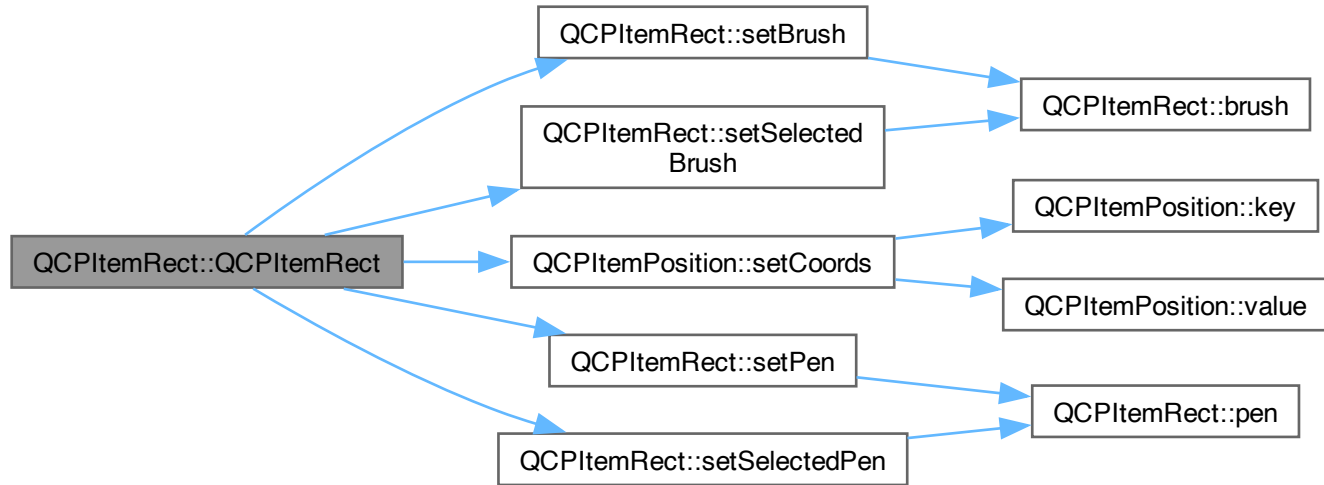 QCPItemRect::setBrush
QCPItemRect::brush
QCPItemRect::setSelected
Brush
QCPItemPosition::key
QCPItemRect::QCPItemRect
QCPItemPosition::setCoords
QCPItemPosition::value
QCPItemRect::setPen
QCPItemRect::pen
QCPItemRect::setSelectedPen